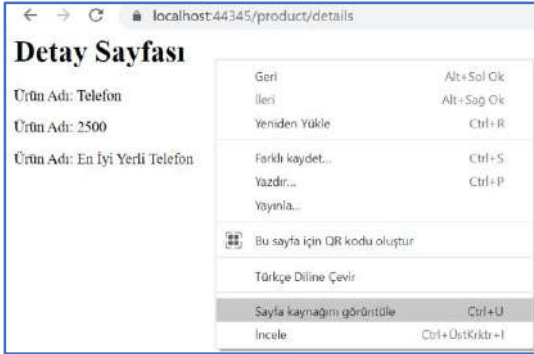 localhost:44345/product/details
Detay Sayfası
Ürün Adı: Telefon
Ürün Adı: 2500
Ürün Adı: En İyi Yerli Telefon
Geri Alt+Sol Ok
İleri Alt+Sağ Ok
Yeniden Yükle Ctrl+R
Farklı kaydet... Ctrl+S
Yazdır... Ctrl+P
Yayınla...
Bu sayfa için QR kodu oluştur
Türkçe Diline Çevir
Sayfa kaynağını görüntüle Ctrl+U
İncele Ctrl+ÜstKrktr+I